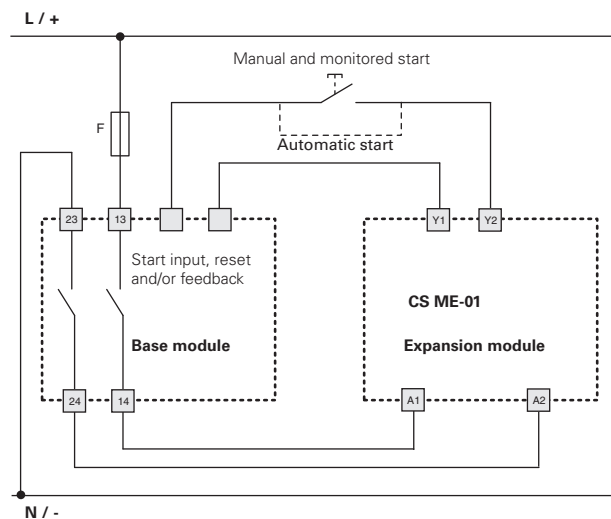 L / +
Manual and monitored start
F
Automatic start
23
13
Y1
Y2
Start input, reset
and/or feedback
CS ME-01
Base module
Expansion module
24
14
A1
A2
N / -